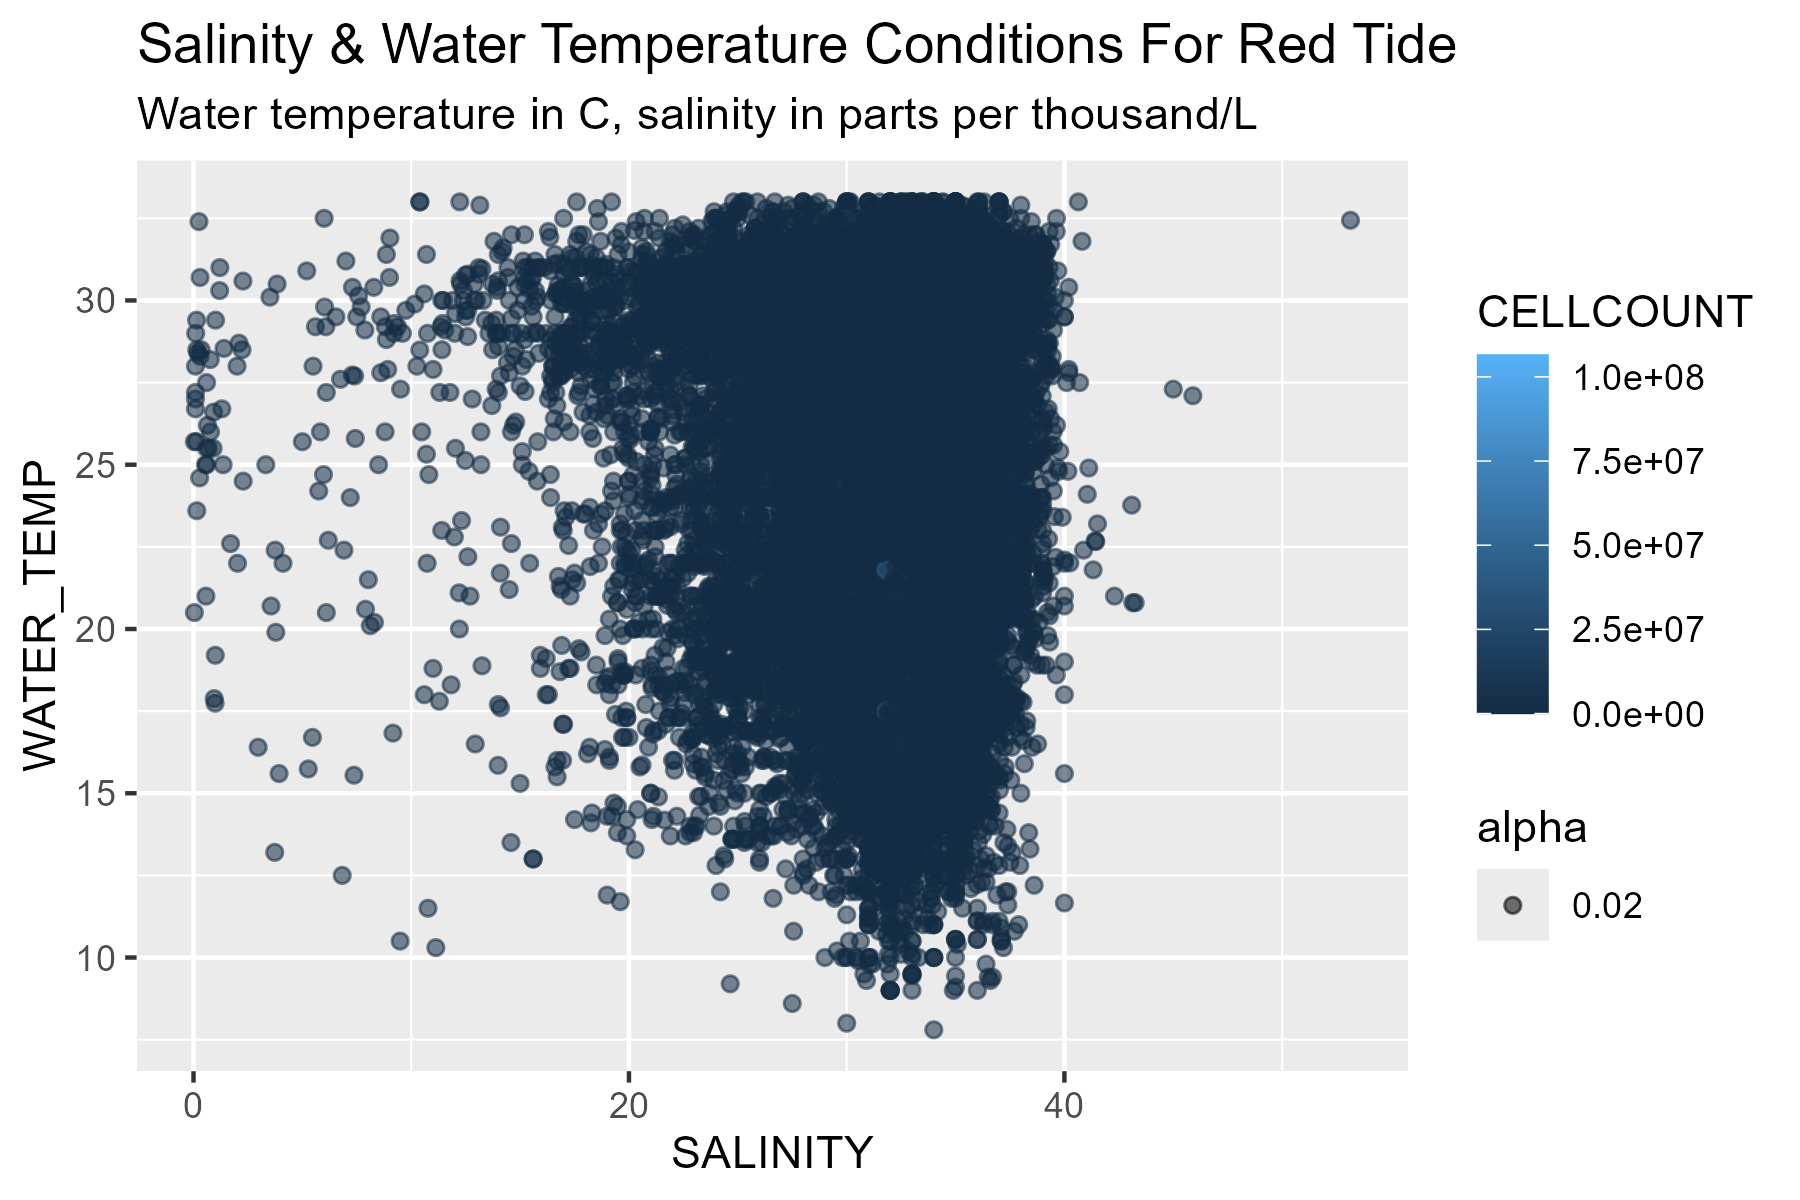 Salinity & Water Temperature Conditions For Red Tide
Water temperature in C, salinity in parts per thousand/L
WATER_TEMP
30
25
20
15
10
0
20
40
SALINITY
CELLCOUNT
1.0e+08
7.5e+07
5.0e+07
2.5e+07
0.0e+00
alpha
0.02